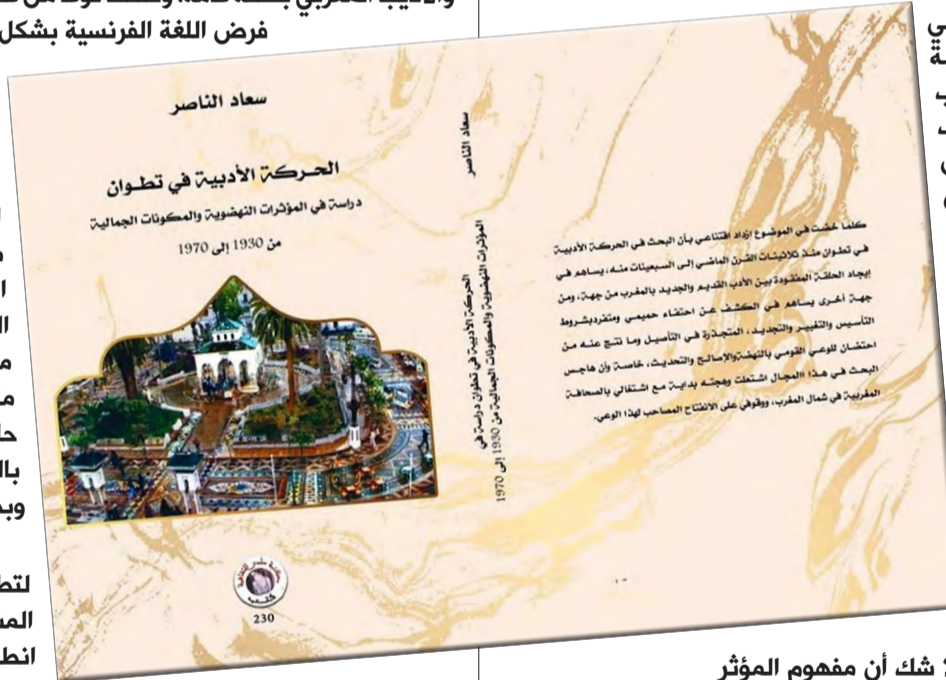 فرض اللغة الفرنسية بشكل
سعاد الناصر
الحركة الأدبية في تطوان
دراسة في المؤثرات النهضوية والمكونات الجمالية
من 1930 إلى 1970
230
سعاد الناصر
الحركة الأدبية في تطوان دراسة في
المؤثرات النهضوية والمكونات الجمالية من 1930 إلى 1970
كلما خضت في الموضوع ازداد اقتناعي بأن البحث في الحركة الأدبية
في تطوان منذ ثلاثينات القرن الماضي إلى السبعينات منه، يساهم في
إيجاد الحلقة المفقودة بين الأدب القديم والجديد بالمغرب من جهة، ومن
جهة أخرى يساهم في الكشف عن احتفاء حميمي ومتفردبشروط
التأسيس والتغيير والتجديد، المتجذرة في التأصيل وما نتج عنه من
احتضان للوعي القومي بالنهضةوالإصالح والتحديث، خاصة وأن هاجس
البحث في هذا االمجال اشتعلت وهجته بداية مع اشتغالي بالصحافة
المغربية في شمال المغرب، ووقوفي على الانفتاح المصاحب لهذا الوعي.
شك أن مفهوم المؤثر